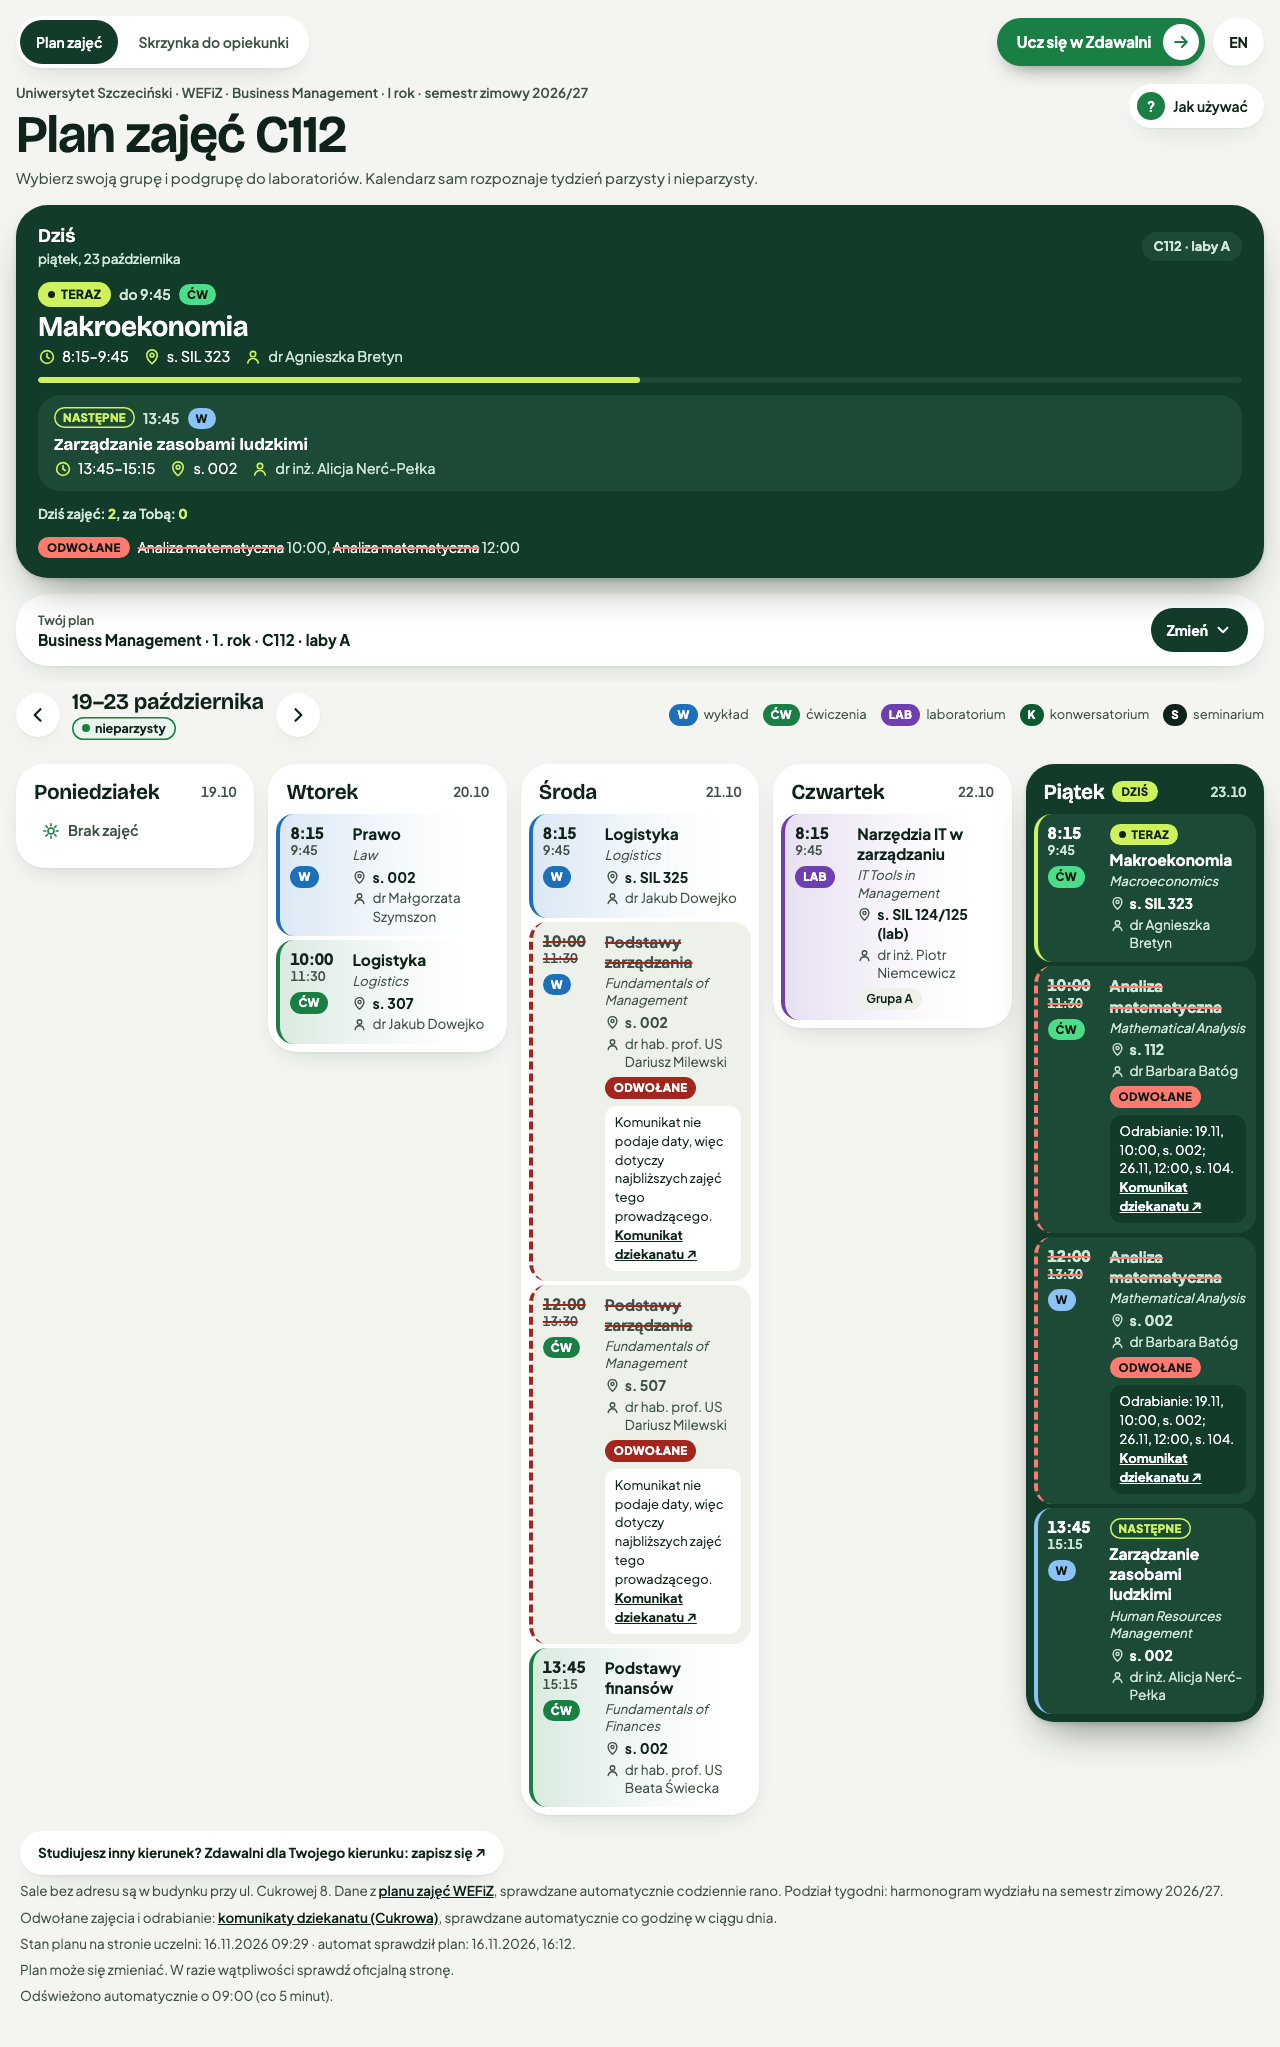 Plan zajęć
Skrzynka do opiekunki
Ucz się w Zdawalni
EN
Uniwersytet Szczeciński · WEFiZ · Business Management · I rok · semestr zimowy 2026/27
? Jak używać
Plan zajęć C112
Wybierz swoją grupę i podgrupę do laboratoriów. Kalendarz sam rozpoznaje tydzień parzysty i nieparzysty.
Dziś
piątek, 23 października
C112 · laby A
TERAZ do 9:45 ĆW
Makroekonomia
8:15–9:45 s. SIL 323 dr Agnieszka Bretyn
NASTĘPNE 13:45 W
Zarządzanie zasobami ludzkimi
13:45–15:15 s. 002 dr inż. Alicja Nerć-Pełka
Dziś zajęć: 2, za Tobą: 0
ODWOŁANE Analiza matematyczna 10:00, Analiza matematyczna 12:00
Twój plan
Business Management · 1. rok · C112 · laby A
Zmień
19–23 października
nieparzysty
W wykład ĆW ćwiczenia LAB laboratorium K konwersatorium S seminarium
Poniedziałek 19.10
Brak zajęć
Wtorek 20.10
8:15
9:45
W
Prawo
Law
s. 002
dr Małgorzata
Szymszon
10:00
11:30
ĆW
Logistyka
Logistics
s. 307
dr Jakub Dowejko
Środa 21.10
8:15
9:45
W
Logistyka
Logistics
s. SIL 325
dr Jakub Dowejko
10:00
11:30
W
Podstawy
zarządzania
Fundamentals of
Management
s. 002
dr hab. prof. US
Dariusz Milewski
ODWOŁANE
Komunikat nie
podaje daty, więc
dotyczy
najbliższych zajęć
tego
prowadzącego.
Komunikat
dziekanatu ↗
12:00
13:30
ĆW
Podstawy
zarządzania
Fundamentals of
Management
s. 507
dr hab. prof. US
Dariusz Milewski
ODWOŁANE
Komunikat nie
podaje daty, więc
dotyczy
najbliższych zajęć
tego
prowadzącego.
Komunikat
dziekanatu ↗
13:45
15:15
ĆW
Podstawy
finansów
Fundamentals of
Finances
s. 002
dr hab. prof. US
Beata Świecka
Czwartek 22.10
8:15
9:45
LAB
Narzędzia IT w
zarządzaniu
IT Tools in
Management
s. SIL 124/125
(lab)
dr inż. Piotr
Niemcewicz
Grupa A
Piątek DZIŚ 23.10
8:15
9:45
ĆW
TERAZ
Makroekonomia
Macroeconomics
s. SIL 323
dr Agnieszka
Bretyn
10:00
11:30
ĆW
Analiza
matematyczna
Mathematical Analysis
s. 112
dr Barbara Batóg
ODWOŁANE
Odrabianie: 19.11,
10:00, s. 002;
26.11, 12:00, s. 104.
Komunikat
dziekanatu ↗
12:00
13:30
W
Analiza
matematyczna
Mathematical Analysis
s. 002
dr Barbara Batóg
ODWOŁANE
Odrabianie: 19.11,
10:00, s. 002;
26.11, 12:00, s. 104.
Komunikat
dziekanatu ↗
13:45
15:15
W
NASTĘPNE
Zarządzanie
zasobami
ludzkimi
Human Resources
Management
s. 002
dr inż. Alicja Nerć-
Pełka
Studiujesz inny kierunek? Zdawalni dla Twojego kierunku: zapisz się ↗
Sale bez adresu są w budynku przy ul. Cukrowej 8. Dane z planu zajęć WEFiZ, sprawdzane automatycznie codziennie rano. Podział tygodni: harmonogram wydziału na semestr zimowy 2026/27.
Odwołane zajęcia i odrabianie: komunikaty dziekanatu (Cukrowa), sprawdzane automatycznie co godzinę w ciągu dnia.
Stan planu na stronie uczelni: 16.11.2026 09:29 · automat sprawdził plan: 16.11.2026, 16:12.
Plan może się zmieniać. W razie wątpliwości sprawdź oficjalną stronę.
Odświeżono automatycznie o 09:00 (co 5 minut).